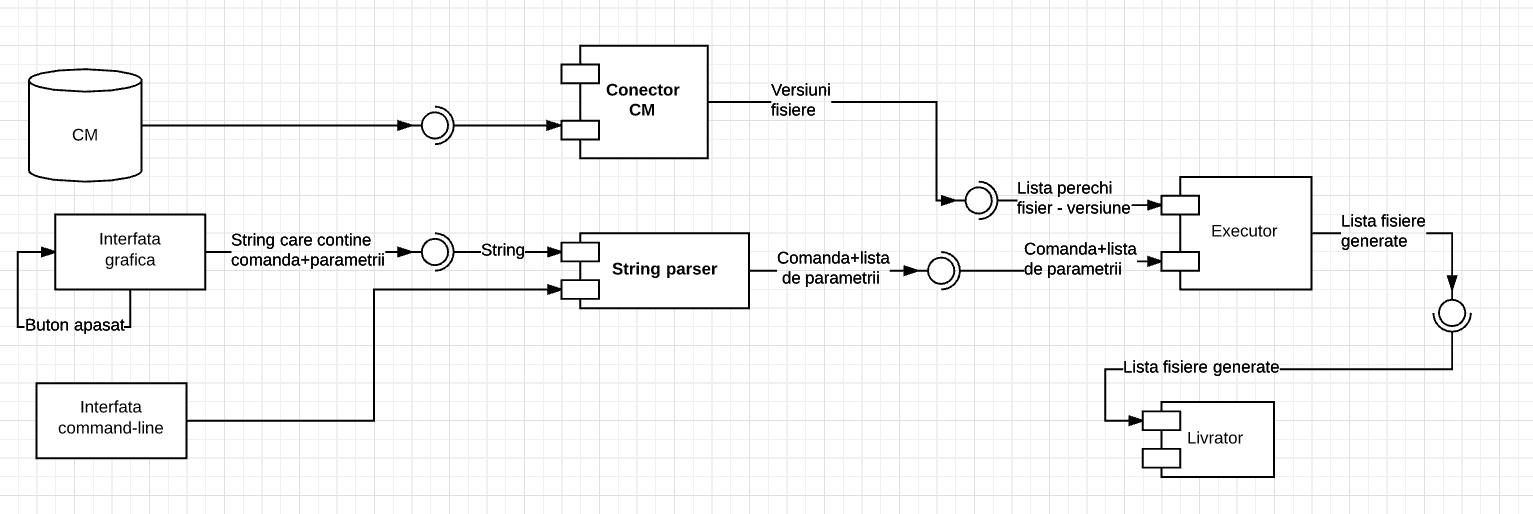 CM
Conector
CM
Versiuni
fisiere
Lista perechi
fisier - versiune
Interfata
grafica
String care contine
comanda+parametrii
String
String parser
Comanda+lista
de parametrii
Comanda+lista
de parametrii
Executor
Lista fisiere
generate
Buton apasat
Lista fisiere generate
Interfata
command-line
Livrator